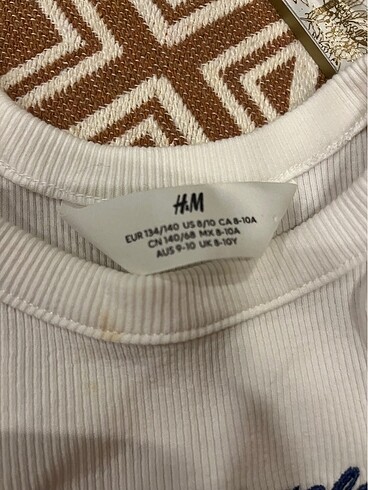 H&M
EUR 134/140 US 8/10 CA 8-10A
CN 140/68 MX 8-10A
AUS 9-10 UK 8-10Y